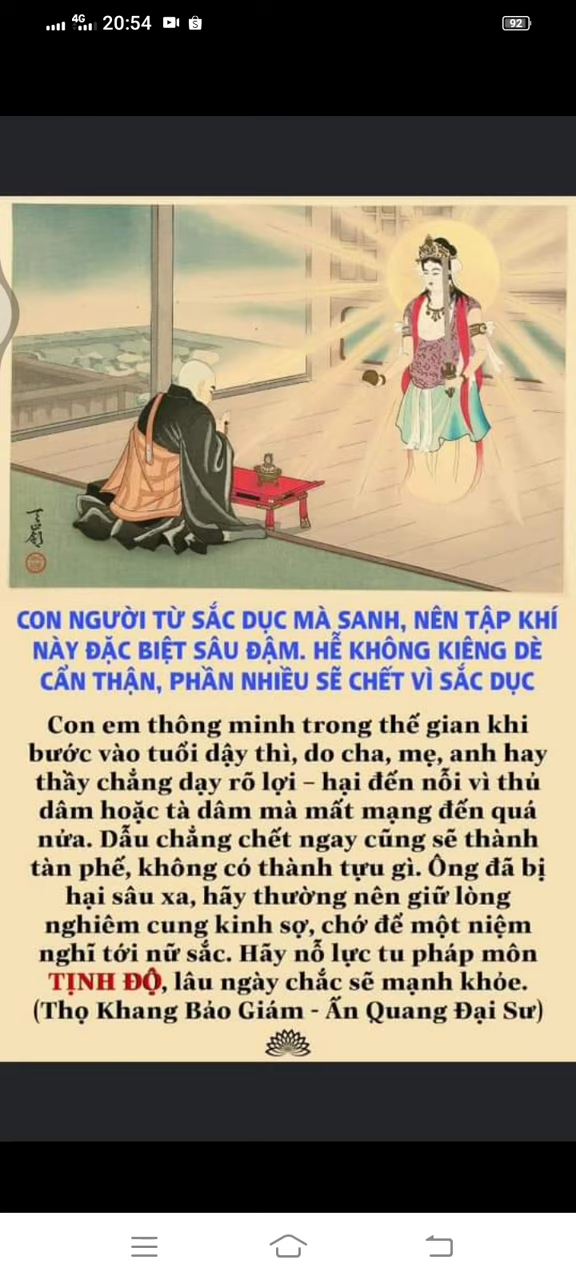 4G 20:54 92
CON NGƯỜI TỪ SẮC DỤC MÀ SANH, NÊN TẬP KHÍ
NÀY ĐẶC BIỆT SÂU ĐẬM. HỄ KHÔNG KIÊNG DÈ
CẨN THẬN, PHẦN NHIỀU SẼ CHẾT VÌ SẮC DỤC
Con em thông minh trong thế gian khi
bước vào tuổi dậy thì, do cha, mẹ, anh hay
thầy chẳng dạy rõ lợi – hại đến nỗi vì thủ
dâm hoặc tà dâm mà mất mạng đến quá
nửa. Dẫu chẳng chết ngay cũng sẽ thành
tàn phế, không có thành tựu gì. Ông đã bị
hại sâu xa, hãy thường nên giữ lòng
nghiêm cung kinh sợ, chớ để một niệm
nghĩ tới nữ sắc. Hãy nỗ lực tu pháp môn
TỊNH ĐỘ, lâu ngày chắc sẽ mạnh khỏe.
(Thọ Khang Bảo Giám - Ấn Quang Đại Sư)